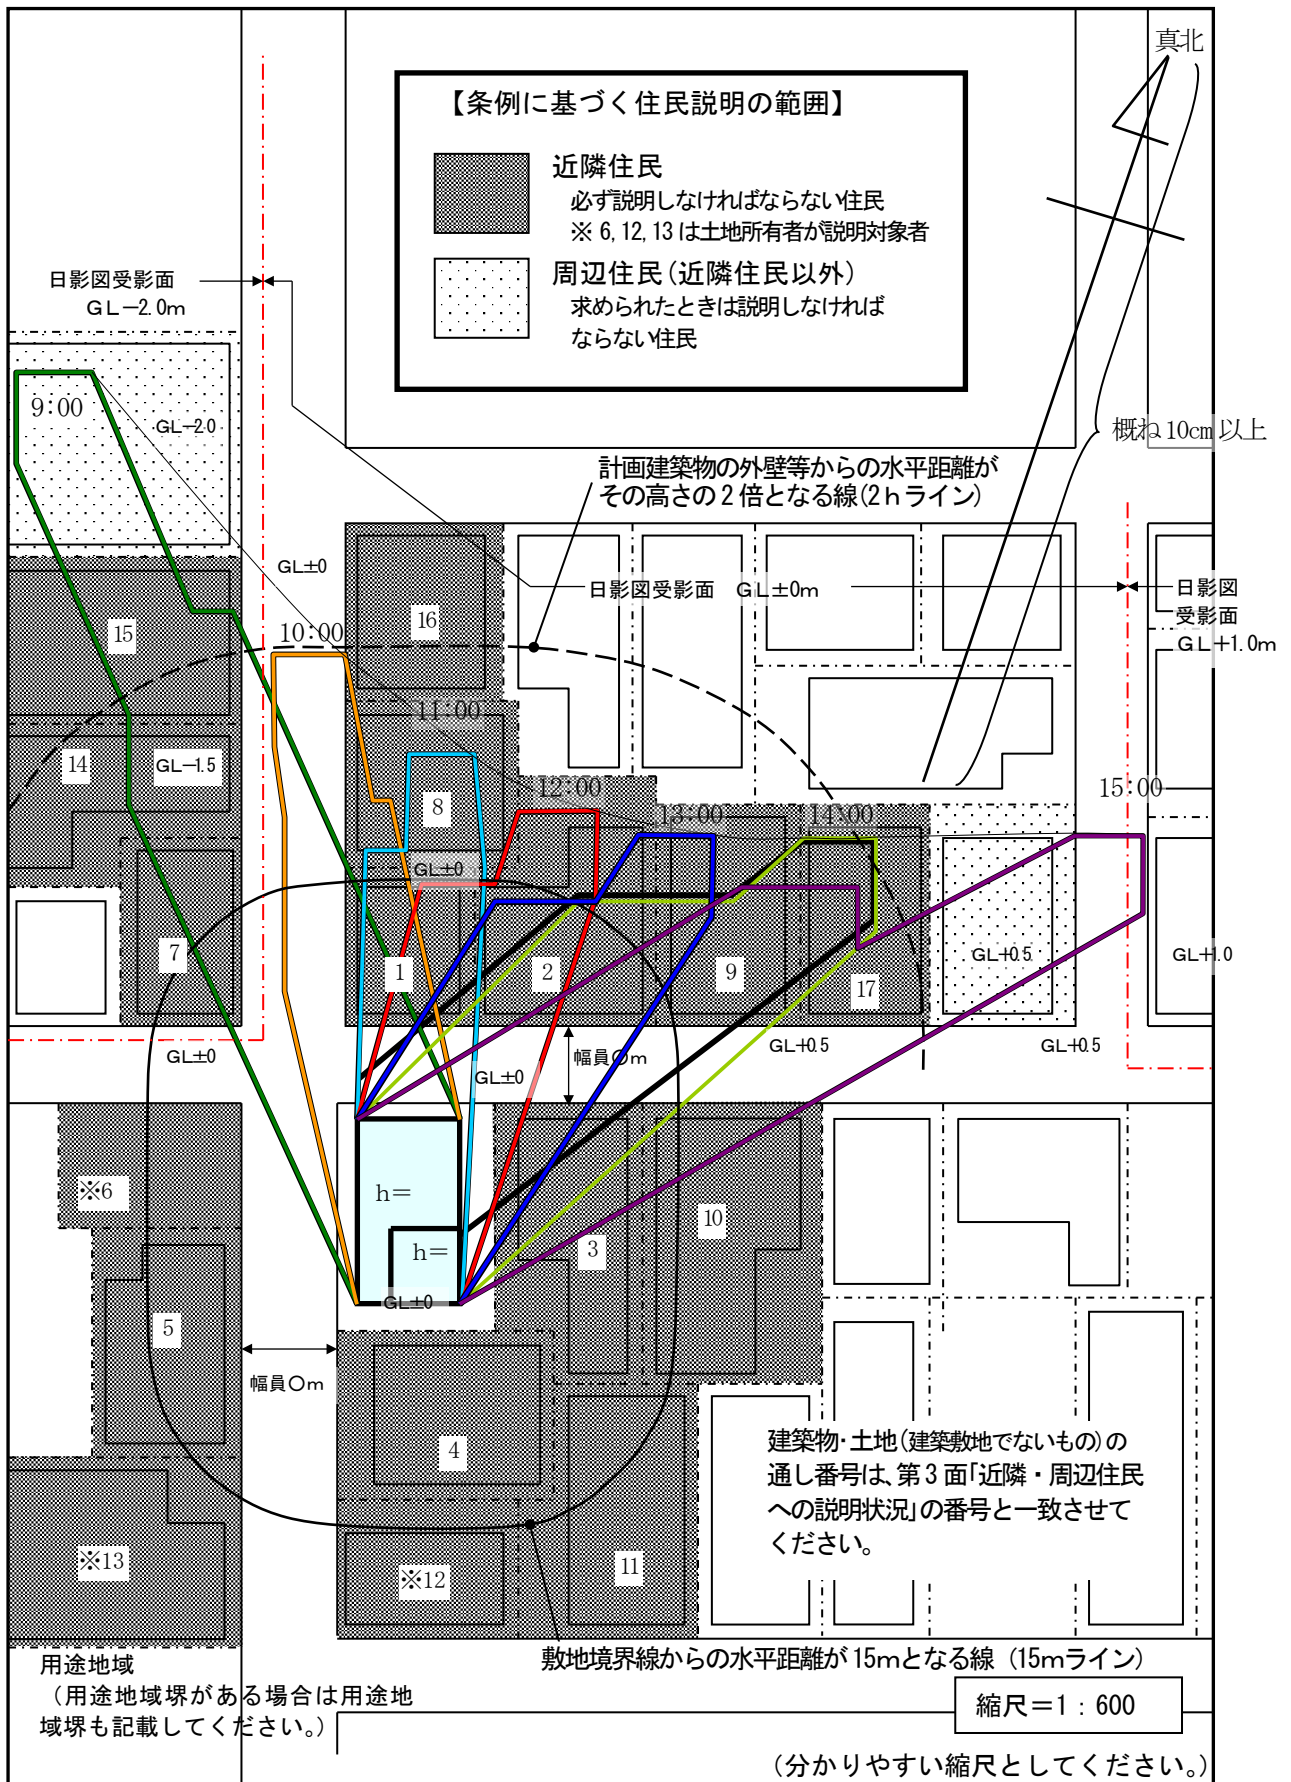 真北
【条例に基づく住民説明の範囲】
近隣住民
必ず説明しなければならない住民
※ 6, 12, 13 は土地所有者が説明対象者
周辺住民（近隣住民以外）
求められたときは説明しなければ
ならない住民
日影図受影面
GL－2.0m
9:00
GL－2.0
概ね 10cm 以上
計画建築物の外壁等からの水平距離が
その高さの 2 倍となる線（2hライン）
GL±0
日影図受影面 GL±0m
日影図
受影面
GL＋1.0m
15
10:00
16
11:00
14
GL－1.5
8
12:00
13:00
14:00
15:00
GL±0
7
1
2
9
17
GL＋0.5
GL＋1.0
GL±0
幅員〇m
GL＋0.5
GL＋0.5
GL±0
※6
h＝
10
3
h＝
GL±0
5
幅員〇m
4
建築物・土地（建築敷地でないもの）の
通し番号は、第 3 面「近隣・周辺住民
への説明状況」の番号と一致させて
ください。
※13
※12
11
敷地境界線からの水平距離が 15mとなる線（15mライン）
用途地域
（用途地域堺がある場合は用途地
域堺も記載してください。）
縮尺＝1：600
（分かりやすい縮尺としてください。）